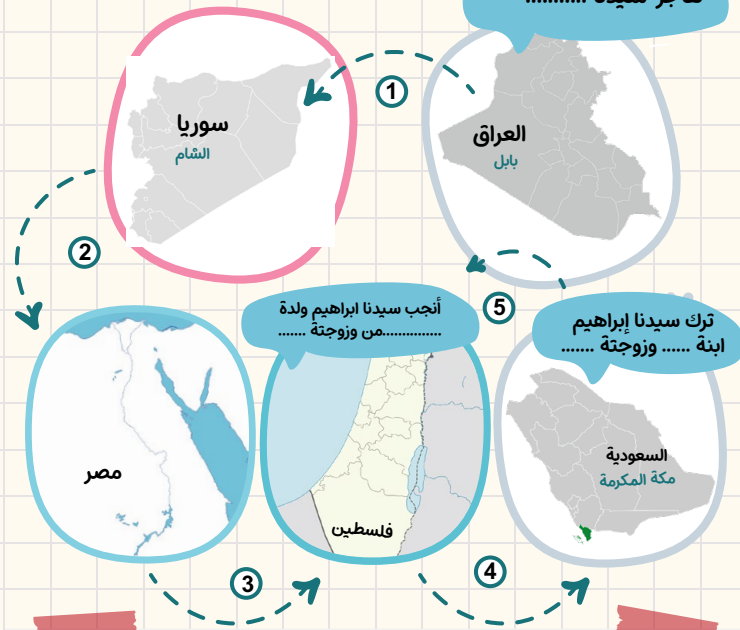 سيدنا ...........
العراق
بابل
1
سوريا
الشام
2
مصر
3
أنجب سيدنا ابراهيم ولدة
...............من وزوجتة .......
فلسطين
4
ترك سيدنا إبراهيم
ابنة ...... وزوجتة .......
السعودية
مكة المكرمة
5